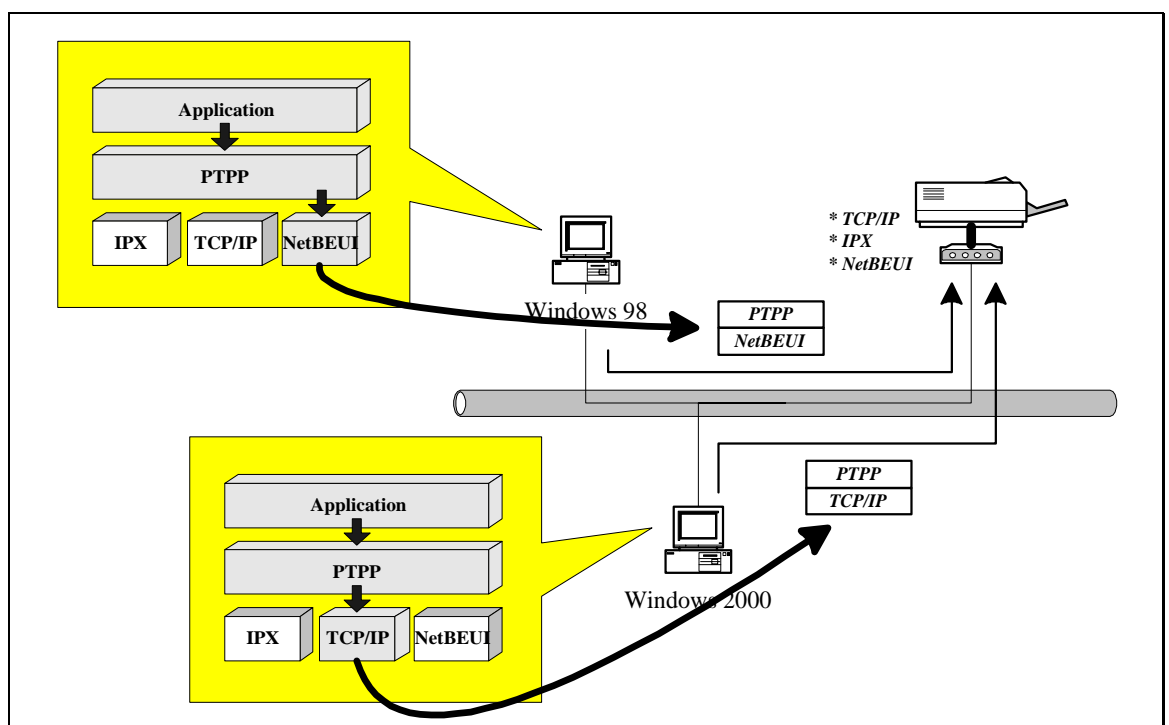 Application
PTPP
IPX TCP/IP NetBEUI
Windows 98
* TCP/IP
* IPX
* NetBEUI
PTPP
NetBEUI
Application
PTPP
IPX TCP/IP NetBEUI
Windows 2000
PTPP
TCP/IP